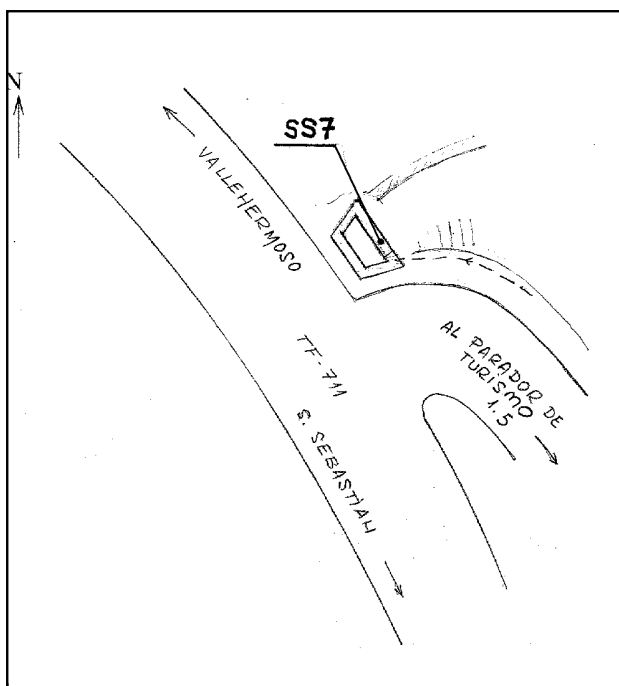 N
SS7
VALLEHERMOSO
TF-711
S. SEBASTIAN
AL PARADOR DE
TURISMO
1.5